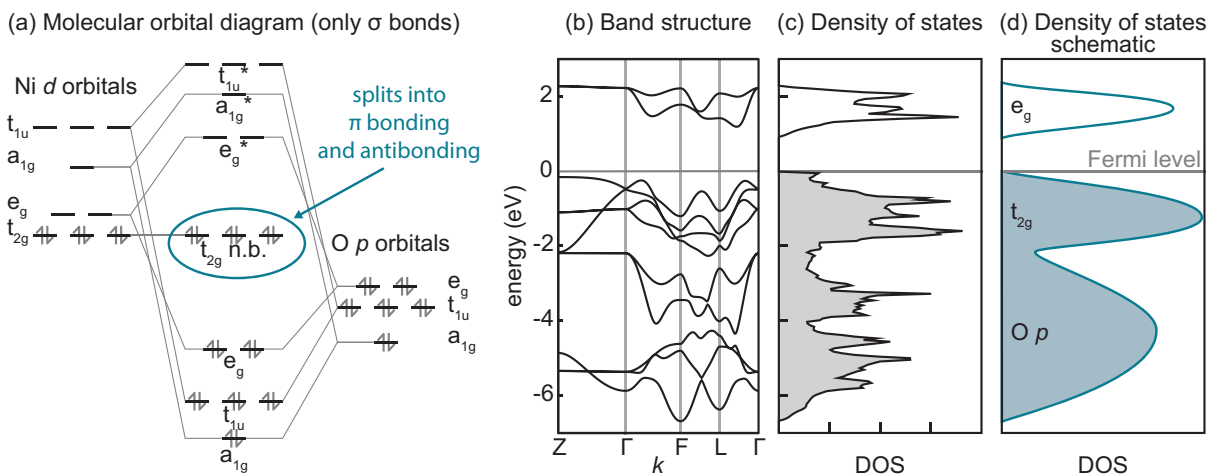 (a) Molecular orbital diagram (only σ bonds)
Ni d orbitals
t1u
a1g
eg
t2g
t1u*
a1g*
eg*
t2g n.b.
eg
t1u
a1g
splits into
π bonding
and antibonding
O p orbitals
eg
t1u
a1g
(b) Band structure
energy (eV)
2
0
-2
-4
-6
Z Γ F L Γ
k
(c) Density of states
DOS
(d) Density of states
schematic
eg
Fermi level
t2g
O p
DOS